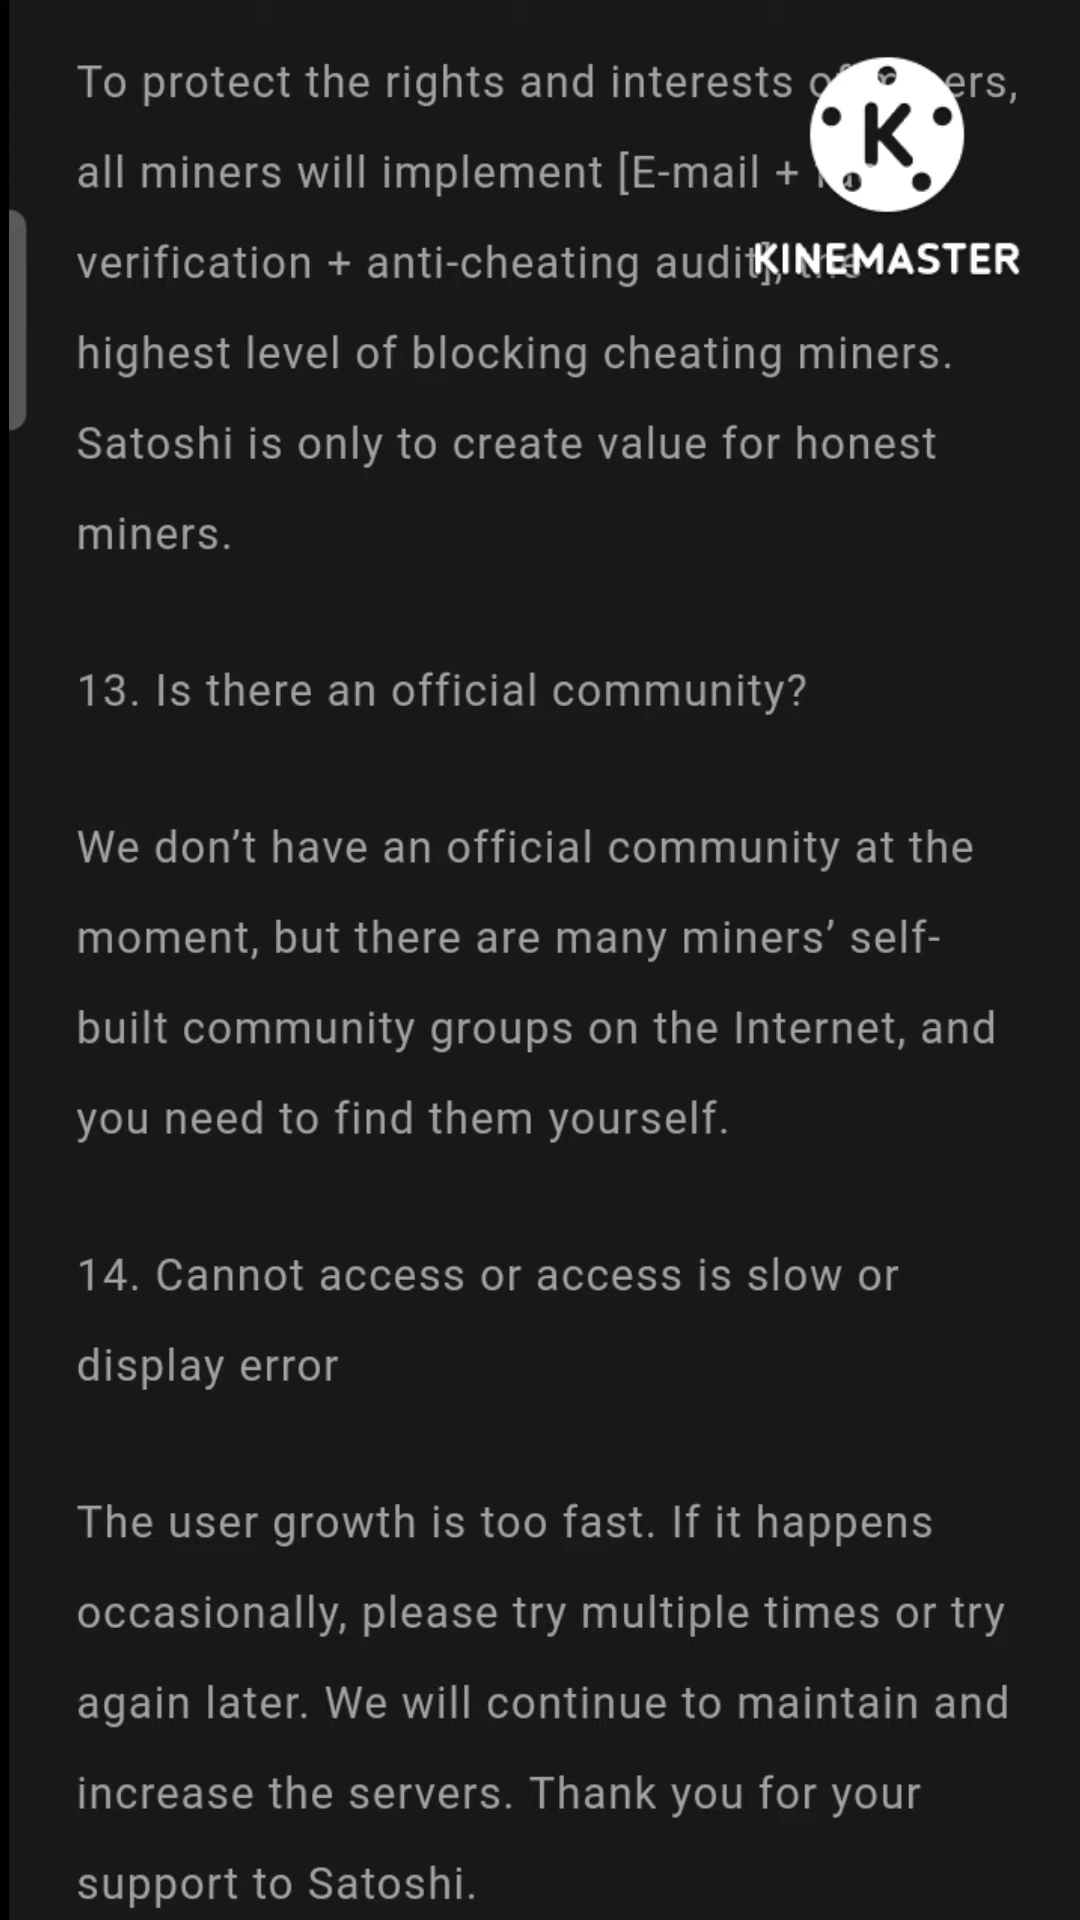 To protect the rights and interests ers,
all miners will implement [E-mail +
verification + anti-cheating audit],
highest level of blocking cheating miners.
Satoshi is only to create value for honest
miners.
K
KINEMASTER
13. Is there an official community?
We don’t have an official community at the
moment, but there are many miners’ self-
built community groups on the Internet, and
you need to find them yourself.
14. Cannot access or access is slow or
display error
The user growth is too fast. If it happens
occasionally, please try multiple times or try
again later. We will continue to maintain and
increase the servers. Thank you for your
support to Satoshi.